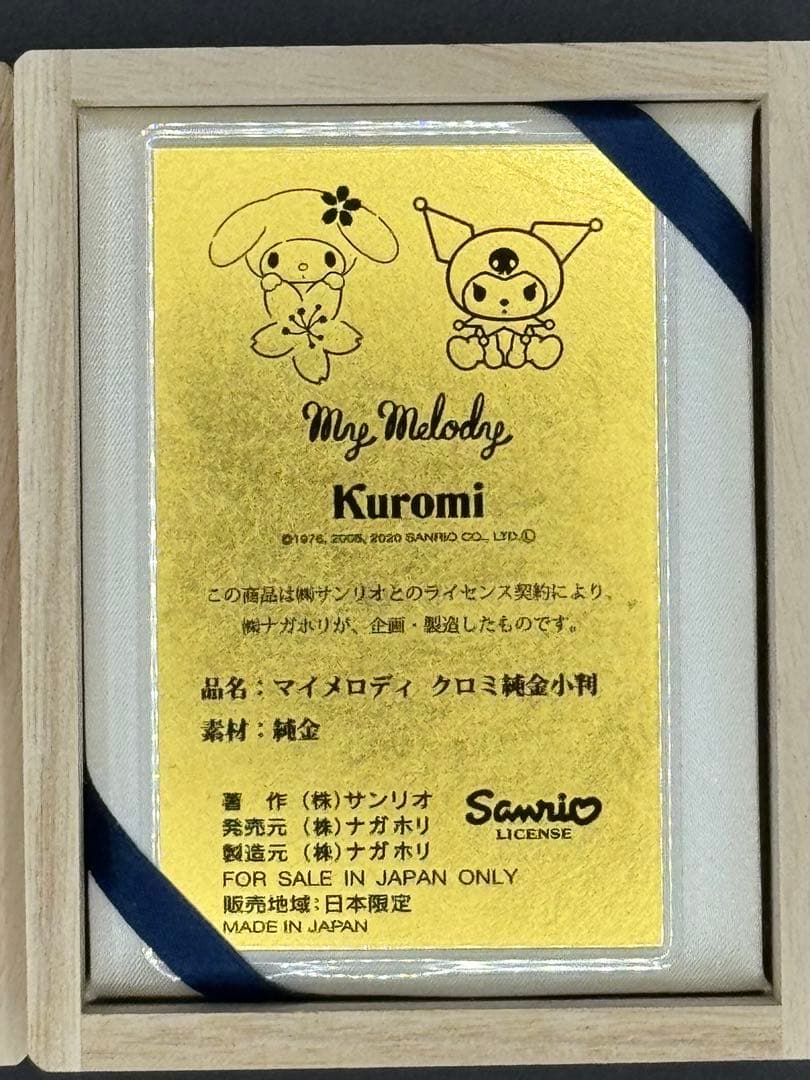 My Melody
Kuromi
©1976, 2005, 2020 SANRIO CO., LTD.Ⓛ
この商品は㈱サンリオとのライセンス契約により、
㈱ナガホリが、企画・製造したものです。
品名：マイメロディ クロミ純金小判
素材：純金
著　作 (株)サンリオ
発売元 (株)ナガホリ
製造元 (株)ナガホリ
Sanrio
LICENSE
FOR SALE IN JAPAN ONLY
販売地域：日本限定
MADE IN JAPAN